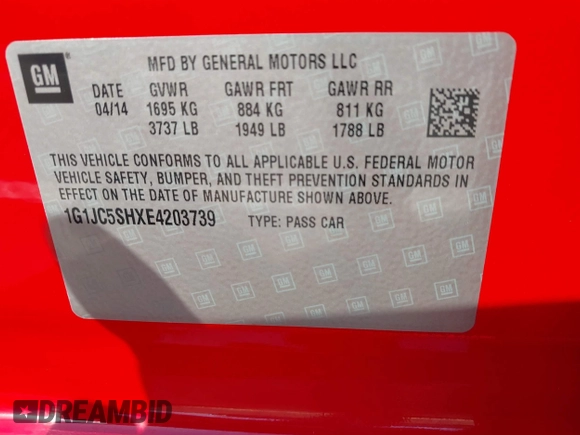 GM
MFD BY GENERAL MOTORS LLC
DATE GVWR GAWR FRT GAWR RR
04/14 1695 KG 884 KG 811 KG
3737 LB 1949 LB 1788 LB
THIS VEHICLE CONFORMS TO ALL APPLICABLE U.S. FEDERAL MOTOR
VEHICLE SAFETY, BUMPER, AND THEFT PREVENTION STANDARDS IN
EFFECT ON THE DATE OF MANUFACTURE SHOWN ABOVE.
1G1JC5SHXE4203739 TYPE: PASS CAR
DREAMBID